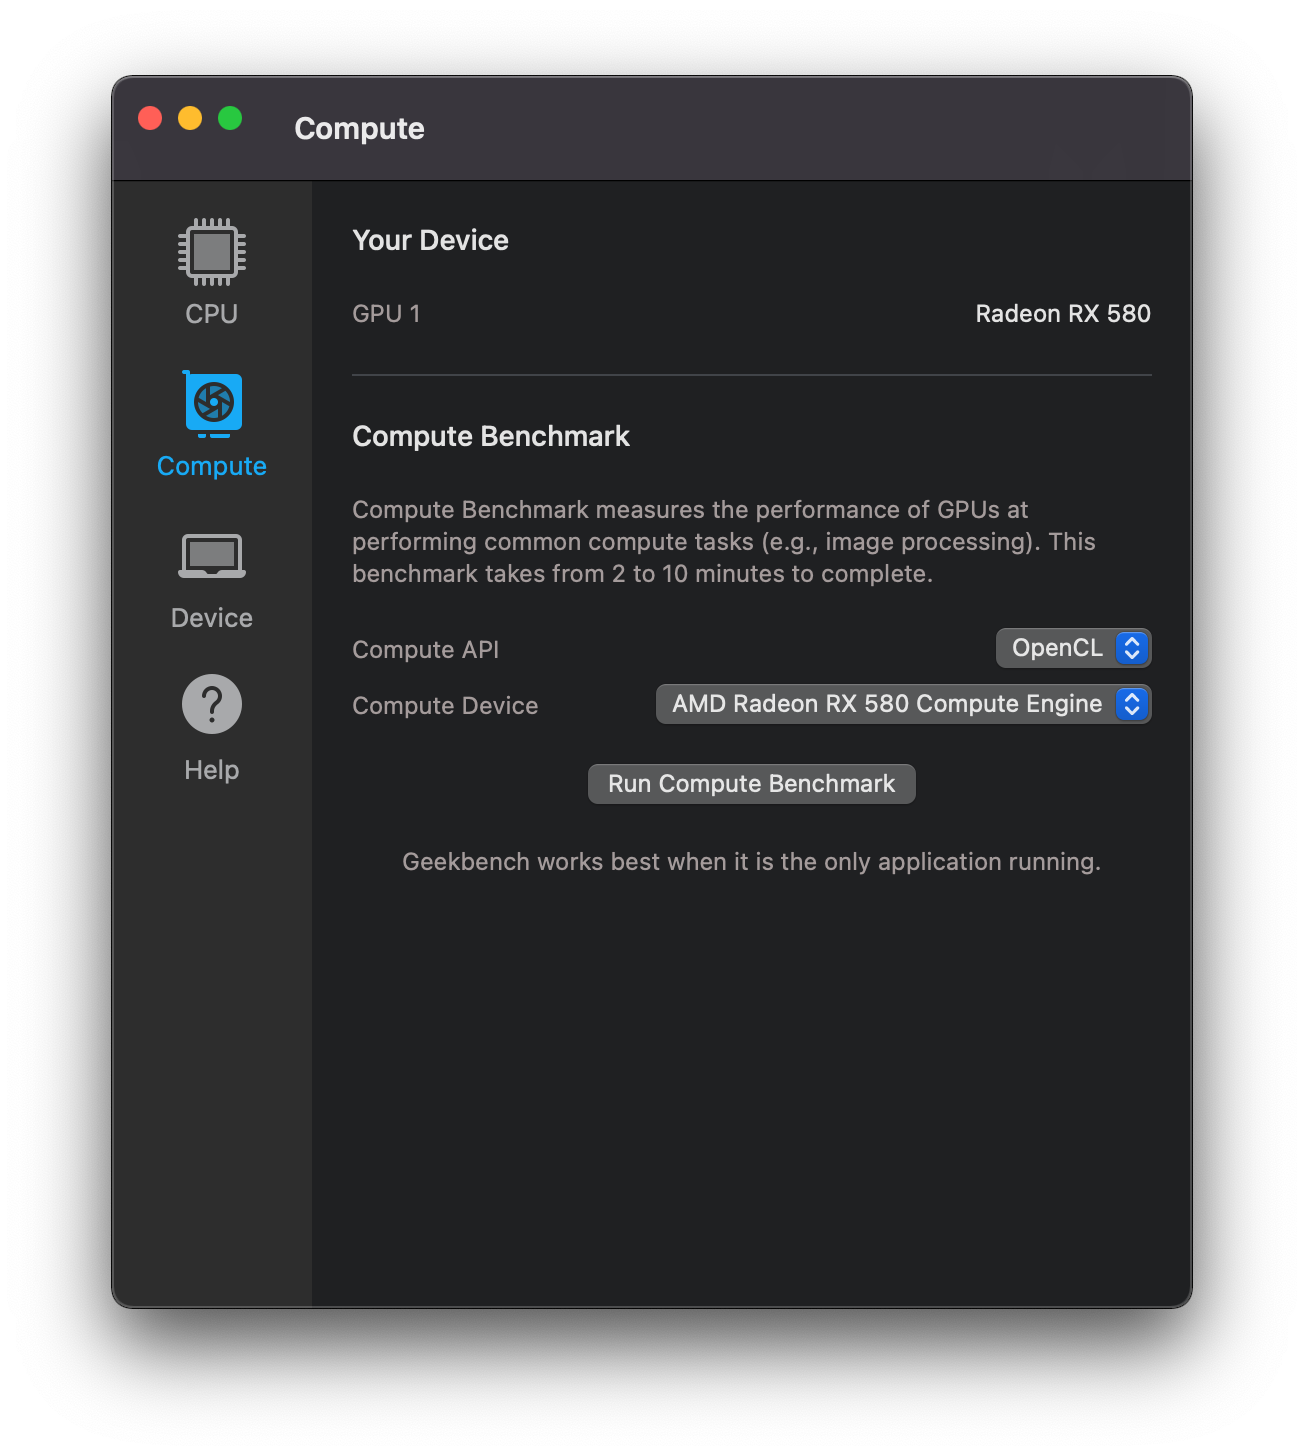 Compute
CPU
Compute
Device
?
Help
Your Device
GPU 1
Radeon RX 580
Compute Benchmark
Compute Benchmark measures the performance of GPUs at
performing common compute tasks (e.g., image processing). This
benchmark takes from 2 to 10 minutes to complete.
Compute API
OpenCL
Compute Device
AMD Radeon RX 580 Compute Engine
Run Compute Benchmark
Geekbench works best when it is the only application running.